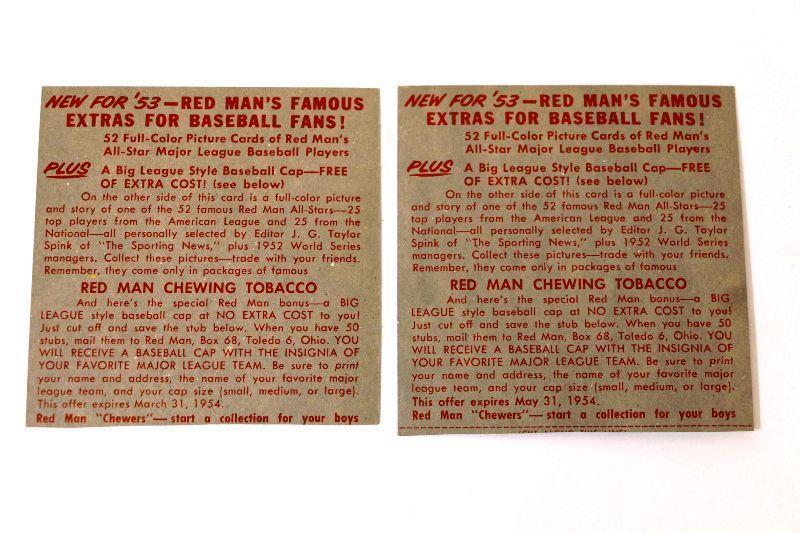 NEW FOR '53—RED MAN'S FAMOUS
EXTRAS FOR BASEBALL FANS!
52 Full-Color Picture Cards of Red Man's
All-Star Major League Baseball Players
PLUS A Big League Style Baseball Cap—FREE
OF EXTRA COST! (see below)
On the other side of this card is a full-color picture
and story of one of the 52 famous Red Man All-Stars—25
top players from the American League and 25 from the
National—all personally selected by Editor J. G. Taylor
Spink of "The Sporting News," plus 1952 World Series
managers. Collect these pictures—trade with your friends.
Remember, they come only in packages of famous
RED MAN CHEWING TOBACCO
And here's the special Red Man bonus—a BIG
LEAGUE style baseball cap at NO EXTRA COST to you!
Just cut off and save the stub below. When you have 50
stubs, mail them to Red Man, Box 68, Toledo 6, Ohio. YOU
WILL RECEIVE A BASEBALL CAP WITH THE INSIGNIA OF
YOUR FAVORITE MAJOR LEAGUE TEAM. Be sure to print
your name and address, the name of your favorite major
league team, and your cap size (small, medium, or large).
This offer expires March 31, 1954.
Red Man "Chewers"—start a collection for your boys
NEW FOR '53—RED MAN'S FAMOUS
EXTRAS FOR BASEBALL FANS!
52 Full-Color Picture Cards of Red Man's
All-Star Major League Baseball Players
PLUS A Big League Style Baseball Cap—FREE
OF EXTRA COST! (see below)
On the other side of this card is a full-color picture
and story of one of the 52 famous Red Man All-Stars—25
top players from the American League and 25 from the
National—all personally selected by Editor J. G. Taylor
Spink of "The Sporting News," plus 1952 World Series
managers. Collect these pictures—trade with your friends.
Remember, they come only in packages of famous
RED MAN CHEWING TOBACCO
And here's the special Red Man bonus—a BIG
LEAGUE style baseball cap at NO EXTRA COST to you!
Just cut off and save the stub below. When you have 50
stubs, mail them to Red Man, Box 68, Toledo 6, Ohio. YOU
WILL RECEIVE A BASEBALL CAP WITH THE INSIGNIA OF
YOUR FAVORITE MAJOR LEAGUE TEAM. Be sure to print
your name and address, the name of your favorite major
league team, and your cap size (small, medium, or large).
This offer expires May 31, 1954.
Red Man "Chewers"—start a collection for your boys